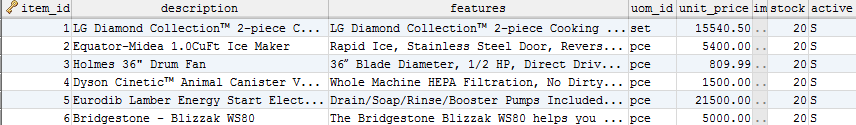 item_id description features uom_id unit_price im stock active
1 LG Diamond Collection™ 2-piece C... LG Diamond Collection™ 2-piece Cooking ... set 15540.50 .. 20 S
2 Equator-Midea 1.0CuFt Ice Maker Rapid Ice, Stainless Steel Door, Revers... pce 5400.00 .. 20 S
3 Holmes 36" Drum Fan 36” Blade Diameter, 1/2 HP, Direct Driv... pce 809.99 .. 20 S
4 Dyson Cinetic™ Animal Canister V... Whole Machine HEPA Filtration, No Dirty... pce 1500.00 .. 20 S
5 Eurodib Lamber Energy Start Elect... Drain/Soap/Rinse/Booster Pumps Included... pce 21500.00 .. 20 S
6 Bridgestone - Blizzak WS80 The Bridgestone Blizzak WS80 helps you ... pce 5000.00 .. 20 S